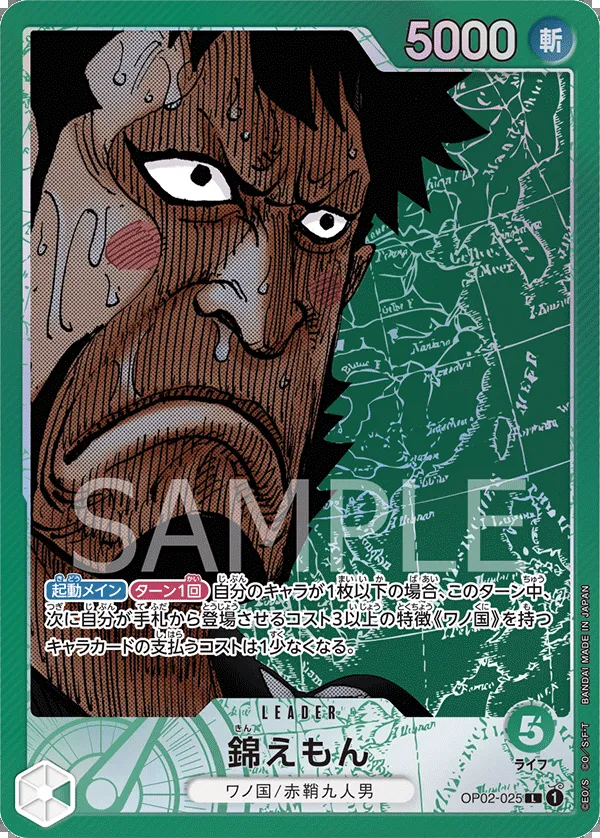 5000 斬
SAMPLE
起動メイン ターン1回 自分のキャラが1枚以下の場合、このターン中、
次に自分が手札から登場させるコスト3以上の特徴《ワノ国》を持つ
キャラカードの支払うコストは1少なくなる。
LEADER
錦えもん
5
ライフ
ワノ国/赤鞘九人男
OP02-025 L 1
©E.O/S ©O/S・F・T BANDAI MADE IN JAPAN